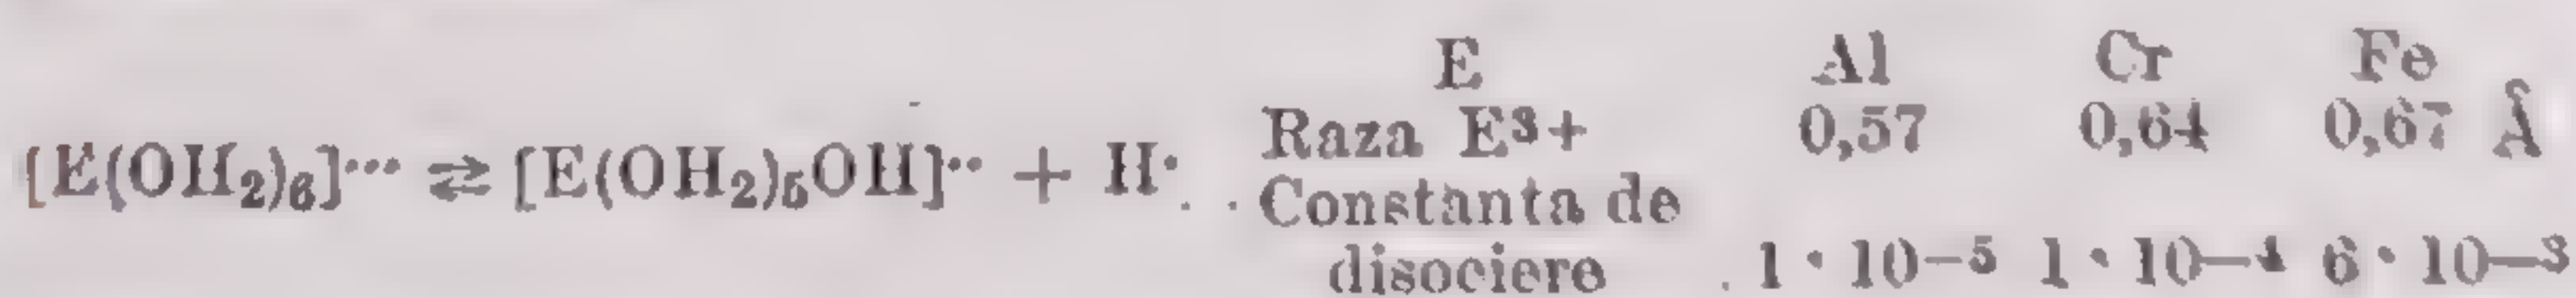 E Al Cr Fe
Raza E³⁺ 0,57 0,64 0,67 Å
[E(OH₂)₆]··· ⇄ [E(OH₂)₅OH]·· + H·
Constanta de
disociere 1 · 10⁻⁵ 1 · 10⁻⁴ 6 · 10⁻³